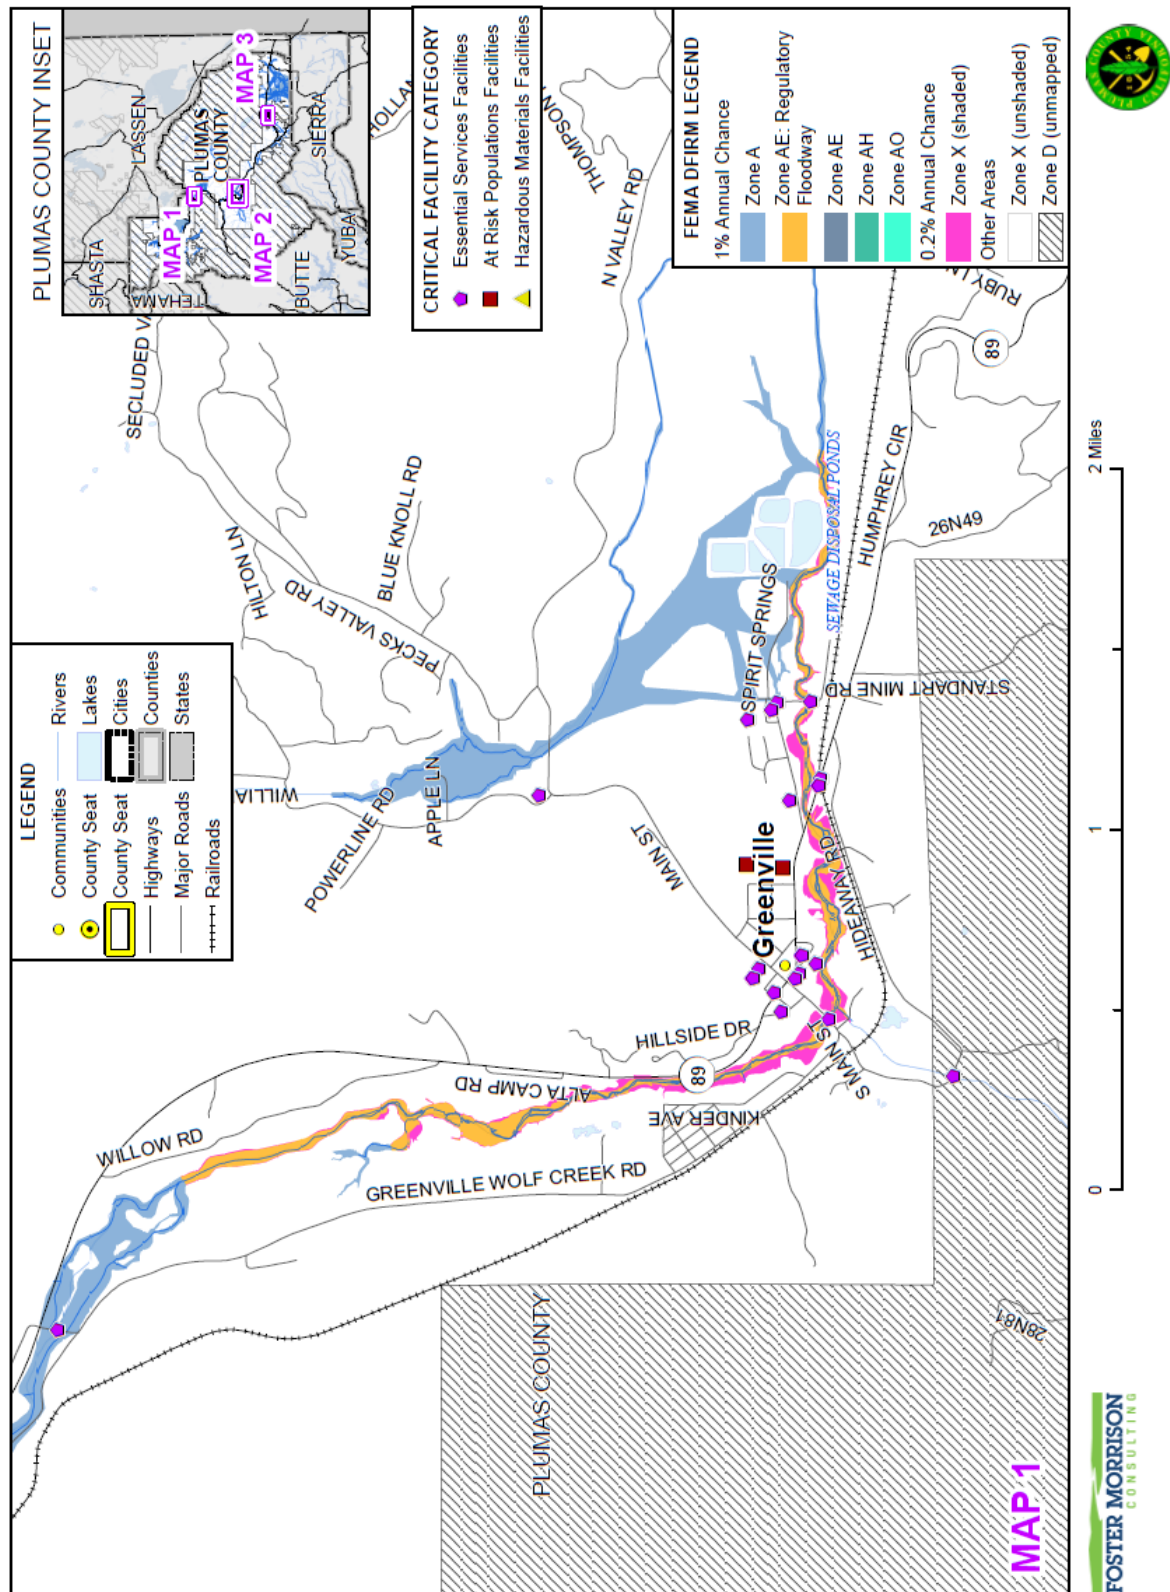 PLUMAS COUNTY INSET
SHASTA
LASSEN
TEHAMA
MAP 1
PLUMAS
COUNTY
MAP 3
MAP 2
BUTTE
YUBA
SIERRA
LEGEND
Communities
County Seat
County Seat
Highways
Major Roads
Railroads
Rivers
Lakes
Cities
Counties
States
CRITICAL FACILITY CATEGORY
Essential Services Facilities
At Risk Populations Facilities
Hazardous Materials Facilities
FEMA DFIRM LEGEND
1% Annual Chance
Zone A
Zone AE: Regulatory
Floodway
Zone AE
Zone AH
Zone AO
0.2% Annual Chance
Zone X (shaded)
Other Areas
Zone X (unshaded)
Zone D (unmapped)
SECLUDED VA
HILTON LN
PECKS VALLEY RD
BLUE KNOLL RD
THOMPSON
N VALLEY RD
WILLIA
POWERLINE RD
APPLE LN
MAIN ST
WILLOW RD
ALTA CAMP RD
GREENVILLE WOLF CREEK RD
KINDER AVE
HILLSIDE DR
89
S MAIN ST
Greenville
HIDEAWAY RD
SPIRIT SPRINGS
SEWAGE DISPOSAL PONDS
STANDART MINE RD
HUMPHREY CIR
26N49
89
RUBY LN
PLUMAS COUNTY
28N81
MAP 1
0
1
2 Miles
FOSTER MORRISON
CONSULTING